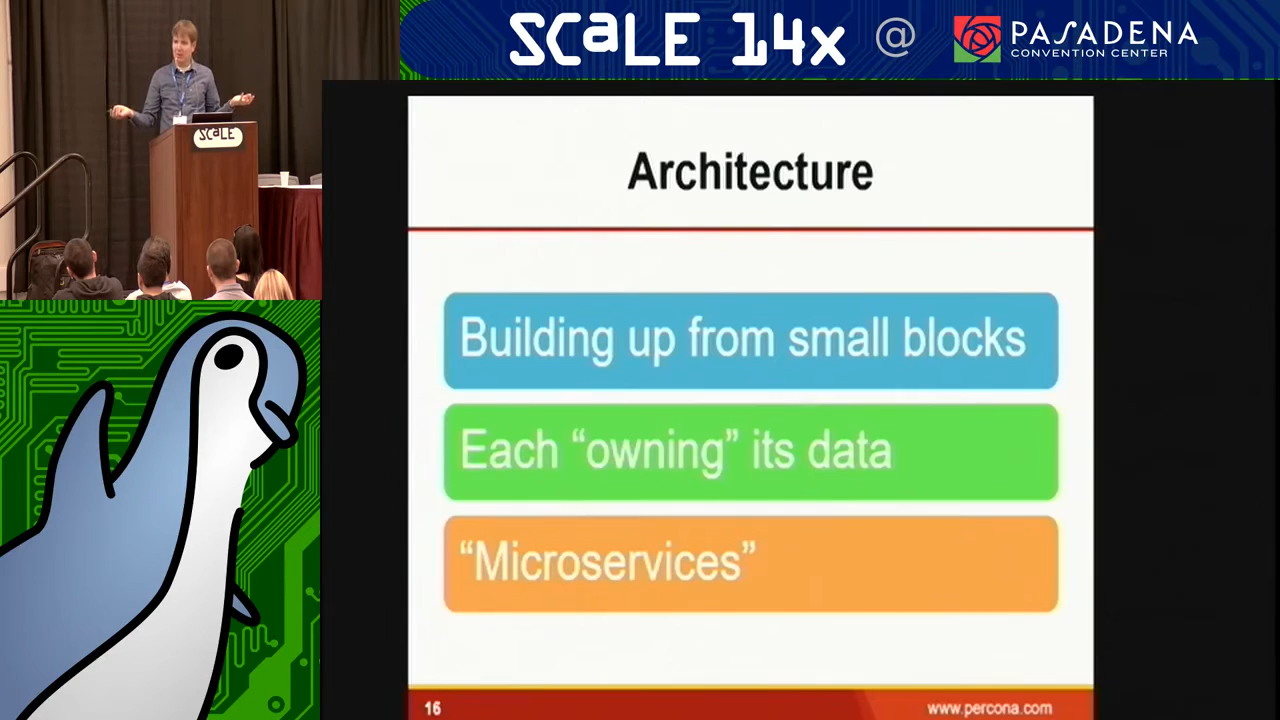 SCaLE 14x @ PASADENA
CONVENTION CENTER
SCaLE
Architecture
Building up from small blocks
Each “owning” its data
“Microservices”
16 www.percona.com